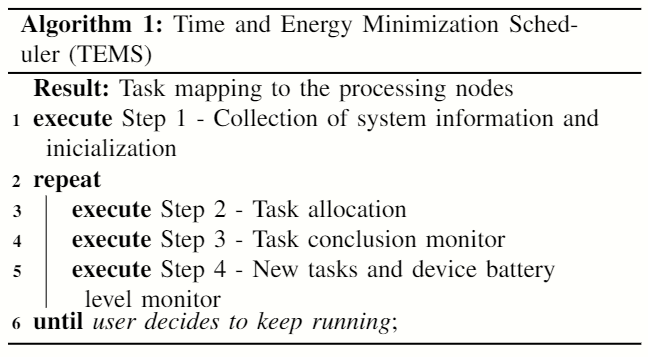 Algorithm 1: Time and Energy Minimization Sched-
uler (TEMS)
Result: Task mapping to the processing nodes
1 execute Step 1 - Collection of system information and
inicialization
2 repeat
3 execute Step 2 - Task allocation
4 execute Step 3 - Task conclusion monitor
5 execute Step 4 - New tasks and device battery
level monitor
6 until user decides to keep running;